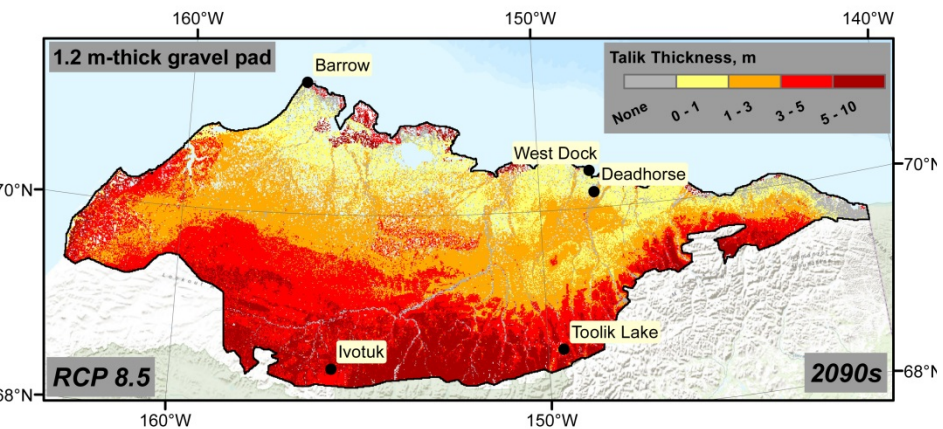 160°W 150°W 140°W
1.2 m-thick gravel pad
Talik Thickness, m
None 0 - 1 1 - 3 3 - 5 5 - 10
Barrow
West Dock
Deadhorse
70°N
70°N
Toolik Lake
Ivotuk
RCP 8.5
2090s
68°N
68°N
160°W 150°W